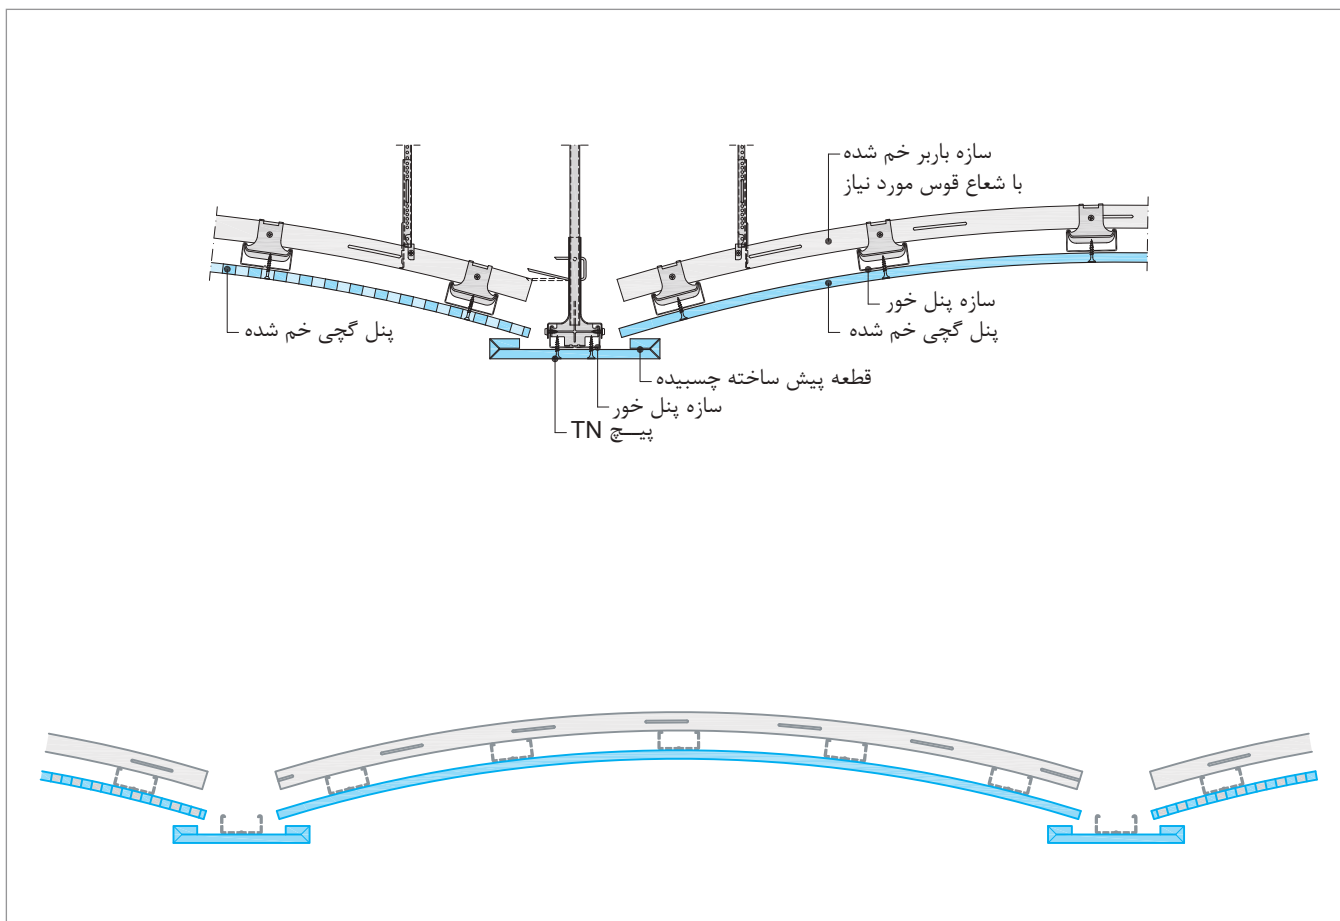 سازه باربر خم شده
با شعاع قوس مورد نیاز
سازه پنل خور
پنل گچی خم شده
پنل گچی خم شده
قطعه پیش ساخته چسبیده
سازه پنل خور
پیــچ TN